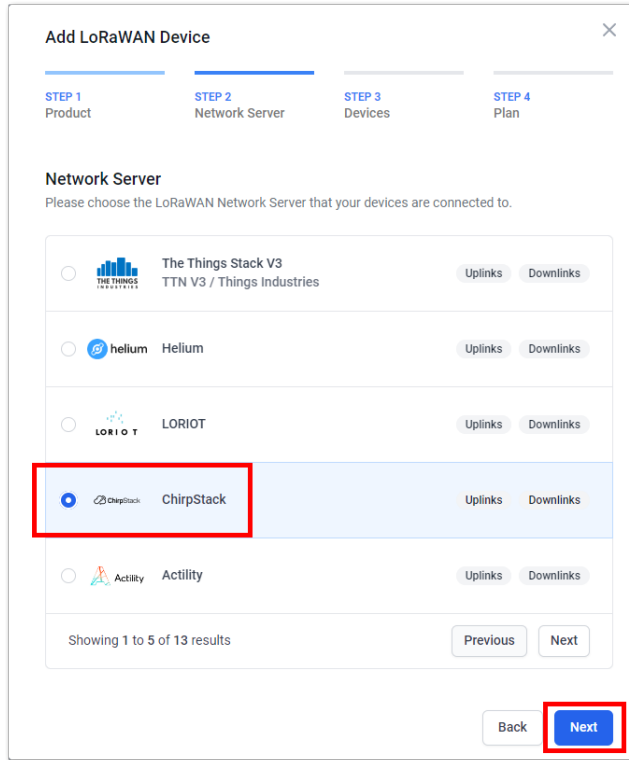 Add LoRaWAN Device
STEP 1
Product
STEP 2
Network Server
STEP 3
Devices
STEP 4
Plan
Network Server
Please choose the LoRaWAN Network Server that your devices are connected to.
THE THINGS
INDUSTRIES
The Things Stack V3
TTN V3 / Things Industries
Uplinks
Downlinks
helium
Helium
Uplinks
Downlinks
LORIOT
LORIOT
Uplinks
Downlinks
ChirpStack
ChirpStack
Uplinks
Downlinks
Actility
Actility
Uplinks
Downlinks
Showing 1 to 5 of 13 results
Previous
Next
Back
Next